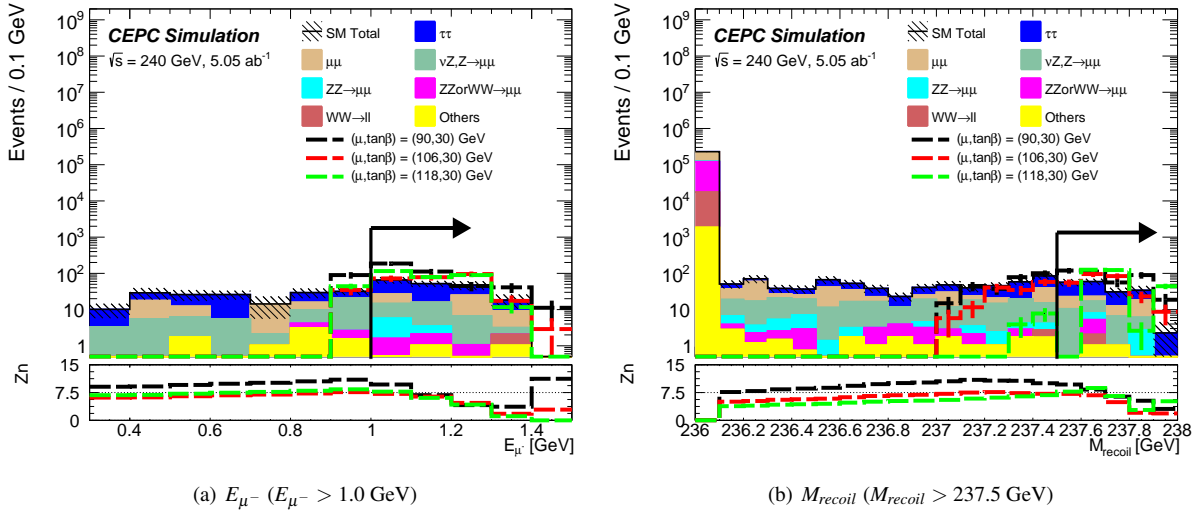 Events / 0.1 GeV
10⁹
10⁸
10⁷
10⁶
10⁵
10⁴
10³
10²
10
1
CEPC Simulation
√s = 240 GeV, 5.05 ab⁻¹
SM Total
ττ
μμ
νZ,Z→μμ
ZZ→μμ
ZZorWW→μμ
WW→ll
Others
(μ,tanβ) = (90,30) GeV
(μ,tanβ) = (106,30) GeV
(μ,tanβ) = (118,30) GeV
Zn
15
7.5
0
0.4 0.6 0.8 1 1.2 1.4
E_μ⁻ [GeV]
(a) E_μ⁻ (E_μ⁻ > 1.0 GeV)
Events / 0.1 GeV
10⁹
10⁸
10⁷
10⁶
10⁵
10⁴
10³
10²
10
1
CEPC Simulation
√s = 240 GeV, 5.05 ab⁻¹
SM Total
ττ
μμ
νZ,Z→μμ
ZZ→μμ
ZZorWW→μμ
WW→ll
Others
(μ,tanβ) = (90,30) GeV
(μ,tanβ) = (106,30) GeV
(μ,tanβ) = (118,30) GeV
Zn
15
7.5
0
236 236.2 236.4 236.6 236.8 237 237.2 237.4 237.6 237.8 238
M_recoil [GeV]
(b) M_recoil (M_recoil > 237.5 GeV)